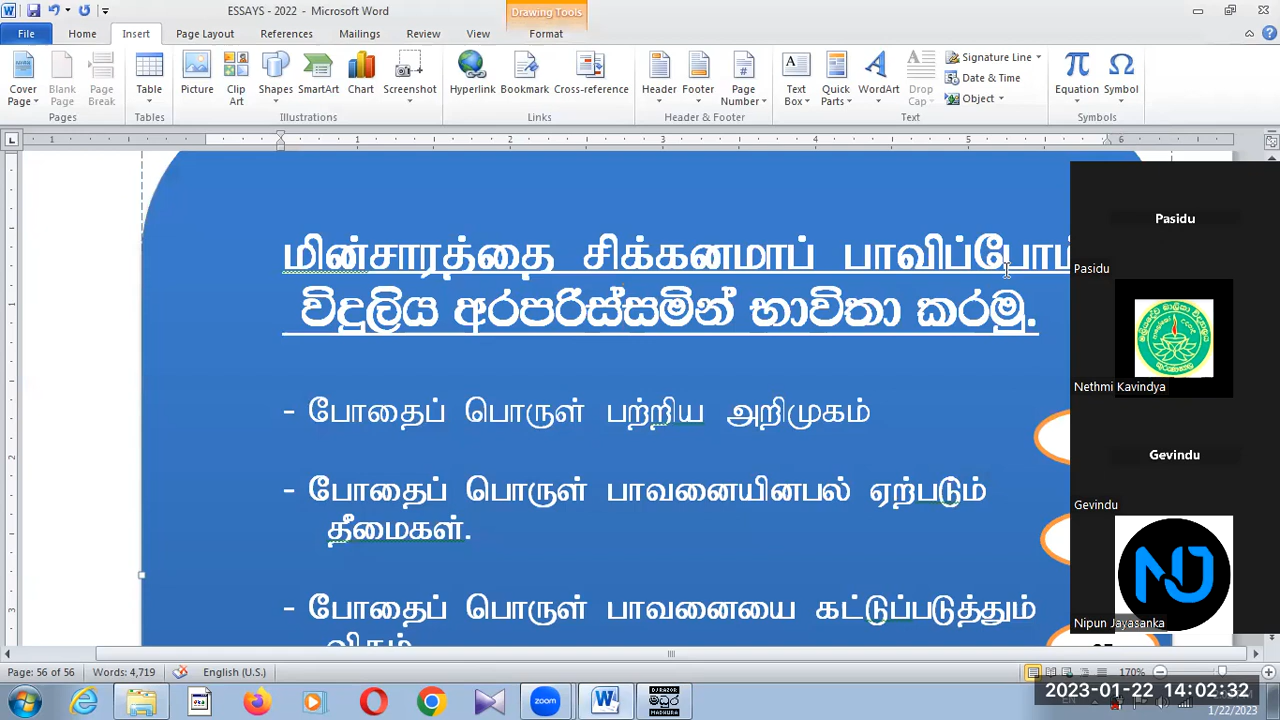 ESSAYS - 2022 - Microsoft Word
Drawing Tools
File Home Insert Page Layout References Mailings Review View Format
Cover Page Blank Page Page Break Table Picture Clip Art Shapes SmartArt Chart Screenshot Hyperlink Bookmark Cross-reference Header Footer Page Number Text Box Quick Parts WordArt Drop Cap Signature Line Date & Time Object Equation Symbol
Pages Tables Illustrations Links Header & Footer Text Symbols
மின்சாரத்தை சிக்கனமாப் பாவிப்போம்
විදුලිය අරපරිස්සමින් භාවිතා කරමු.
- போதைப் பொருள் பற்றிய அறிமுகம்
- போதைப் பொருள் பாவனையினபல் ஏற்படும்
தீமைகள்.
- போதைப் பொருள் பாவனையை கட்டுப்படுத்தும்
Pasidu
Pasidu
Nethmi Kavindya
Gevindu
Gevindu
NJ
Nipun Jayasanka
Page: 56 of 56 Words: 4,719 English (U.S.) 170%
zoom
2023-01-22 14:02:32
1/22/2023